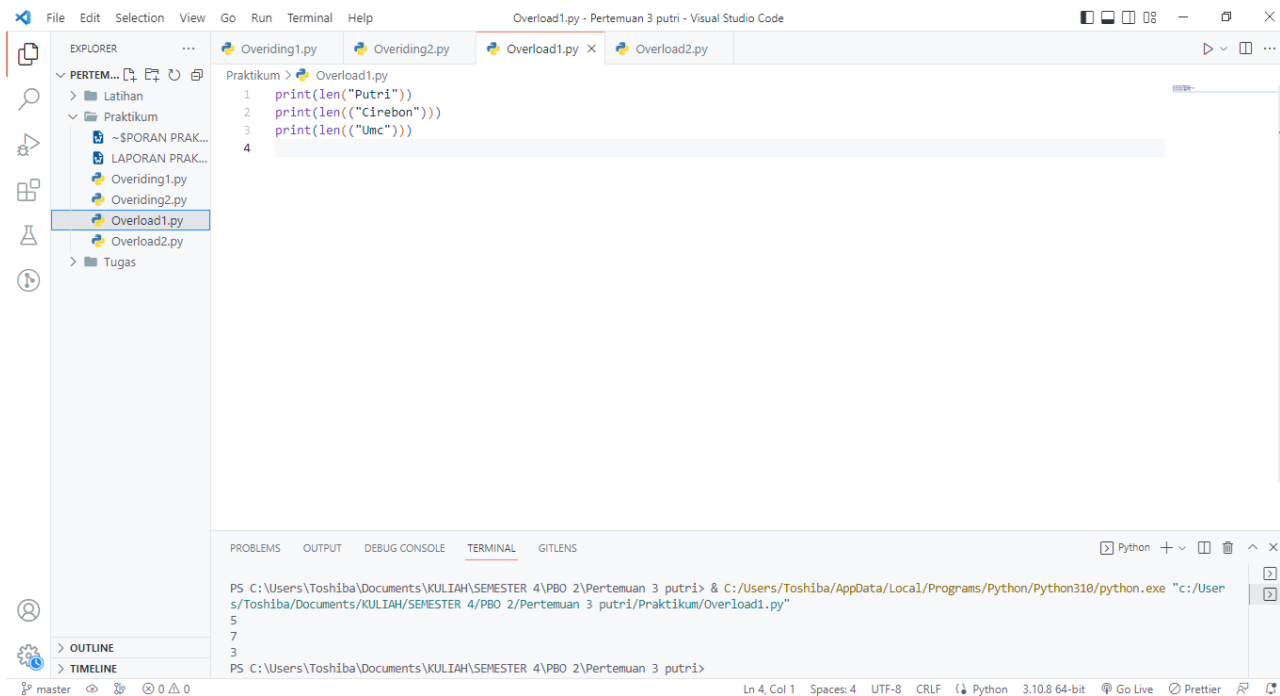 File Edit Selection View Go Run Terminal Help Overload1.py - Pertemuan 3 putri - Visual Studio Code
EXPLORER
PERTEM...
Latihan
Praktikum
~$PORAN PRAK...
LAPORAN PRAK...
Overiding1.py
Overiding2.py
Overload1.py
Overload2.py
Tugas
OUTLINE
TIMELINE
Overiding1.py Overiding2.py Overload1.py Overload2.py
Praktikum > Overload1.py
1 print(len("Putri"))
2 print(len(("Cirebon")))
3 print(len(("Umc")))
4
PROBLEMS OUTPUT DEBUG CONSOLE TERMINAL GITLENS Python
PS C:\Users\Toshiba\Documents\KULIAH\SEMESTER 4\PBO 2\Pertemuan 3 putri> & C:/Users/Toshiba/AppData/Local/Programs/Python/Python310/python.exe "c:/User
s/Toshiba/Documents/KULIAH/SEMESTER 4/PBO 2/Pertemuan 3 putri/Praktikum/Overload1.py"
5
7
3
PS C:\Users\Toshiba\Documents\KULIAH\SEMESTER 4\PBO 2\Pertemuan 3 putri>
master 0 0 Ln 4, Col 1 Spaces: 4 UTF-8 CRLF Python 3.10.8 64-bit Go Live Prettier